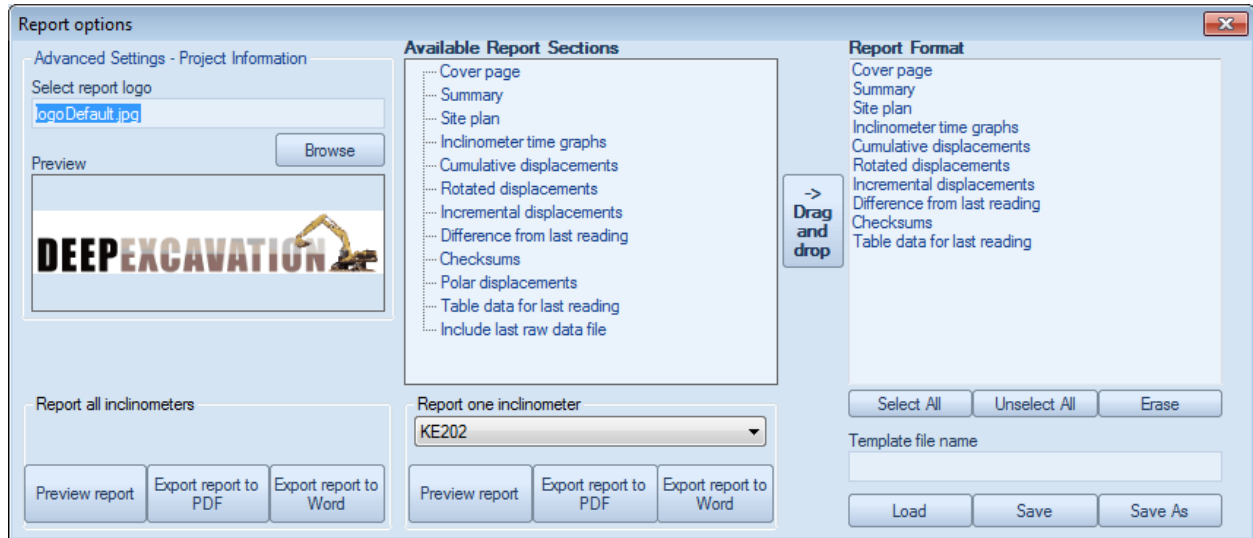 Report options
Advanced Settings - Project Information
Select report logo
logoDefault.jpg
Browse
Preview
DEEPEXCAVATION
Available Report Sections
Cover page
Summary
Site plan
Inclinometer time graphs
Cumulative displacements
Rotated displacements
Incremental displacements
Difference from last reading
Checksums
Polar displacements
Table data for last reading
Include last raw data file
->
Drag
and
drop
Report Format
Cover page
Summary
Site plan
Inclinometer time graphs
Cumulative displacements
Rotated displacements
Incremental displacements
Difference from last reading
Checksums
Table data for last reading
Select All
Unselect All
Erase
Template file name
Load
Save
Save As
Report all inclinometers
Preview report
Export report to
PDF
Export report to
Word
Report one inclinometer
KE202
Preview report
Export report to
PDF
Export report to
Word